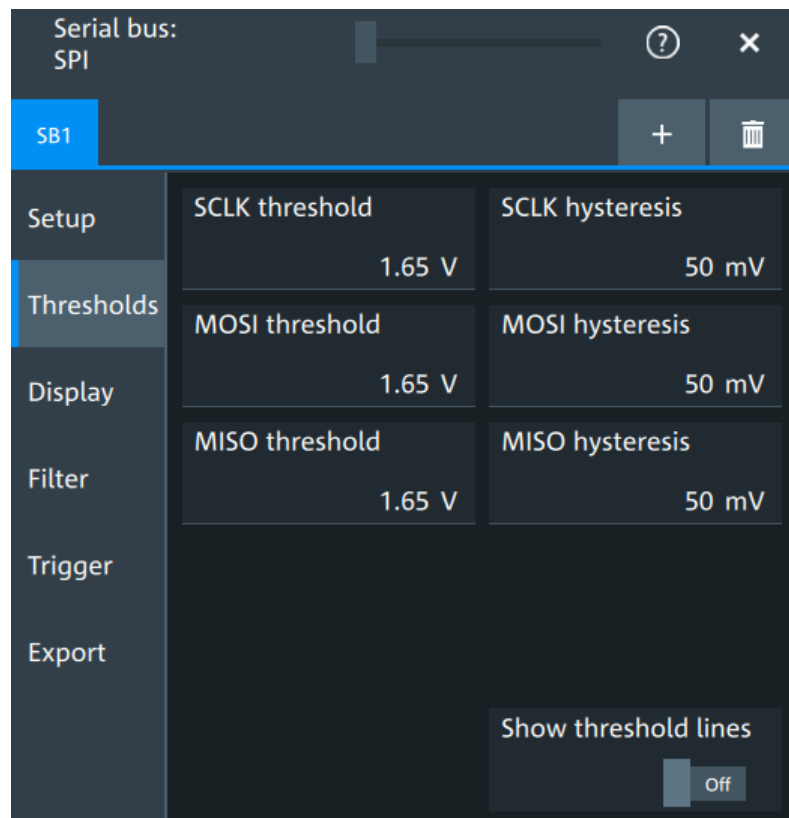 Serial bus:
SPI
?
SB1
Setup
Thresholds
Display
Filter
Trigger
Export
SCLK threshold
1.65 V
SCLK hysteresis
50 mV
MOSI threshold
1.65 V
MOSI hysteresis
50 mV
MISO threshold
1.65 V
MISO hysteresis
50 mV
Show threshold lines
Off